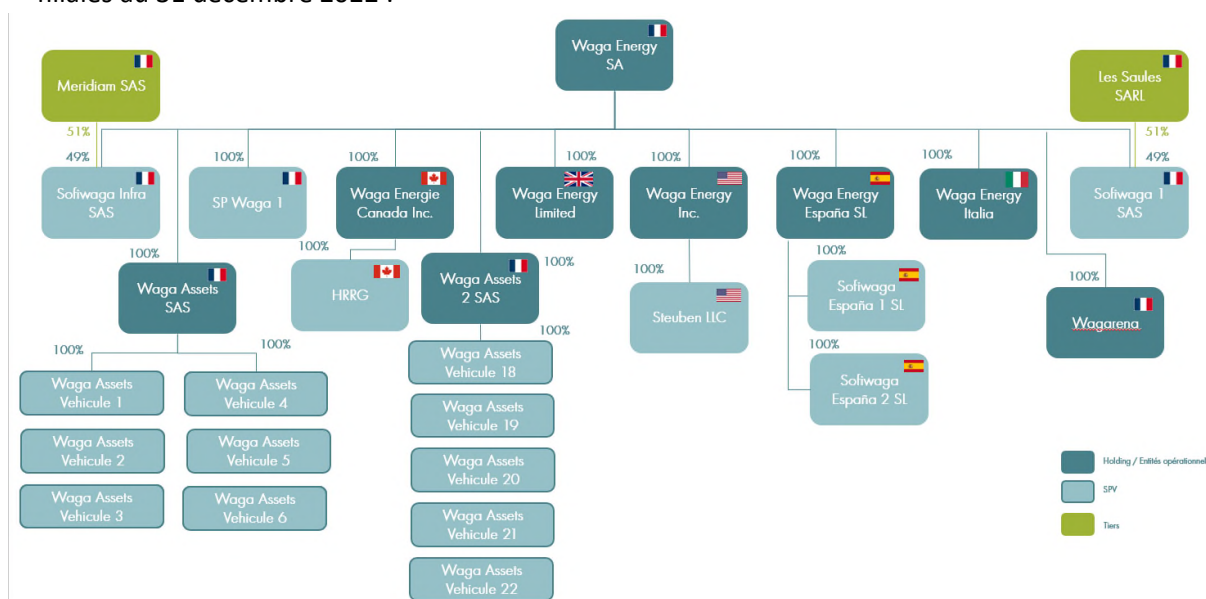 filiales au 31 décembre 2022 :
Waga Energy
SA
Meridiam SAS
Les Saules
SARL
51%
51%
49%
100%
100%
100%
100%
100%
100%
49%
Sofiwaga Infra
SAS
SP Waga 1
Waga Energie
Canada Inc.
Waga Energy
Limited
Waga Energy
Inc.
Waga Energy
España SL
Waga Energy
Italia
Sofiwaga 1
SAS
100%
100%
100%
100%
100%
100%
Waga Assets
SAS
HRRG
Waga Assets
2 SAS
Steuben LLC
Sofiwaga
España 1 SL
Wagarena
100%
100%
100%
100%
Waga Assets
Vehicule 1
Waga Assets
Vehicule 4
Waga Assets
Vehicule 18
Sofiwaga
España 2 SL
Waga Assets
Vehicule 2
Waga Assets
Vehicule 5
Waga Assets
Vehicule 19
Waga Assets
Vehicule 3
Waga Assets
Vehicule 6
Waga Assets
Vehicule 20
Waga Assets
Vehicule 21
Waga Assets
Vehicule 22
Holding / Entités opérationnel
SPV
Tiers